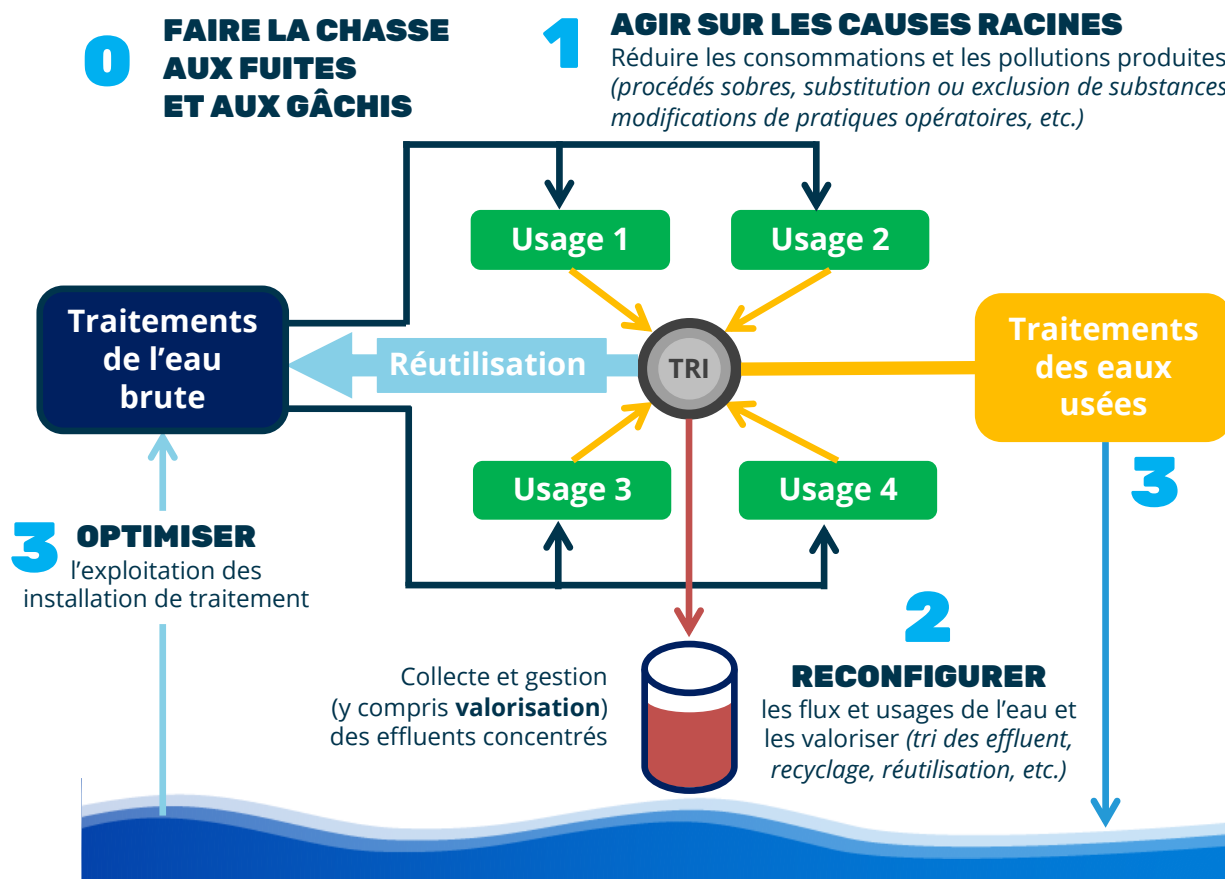 0
FAIRE LA CHASSE
AUX FUITES
ET AUX GÂCHIS
1
AGIR SUR LES CAUSES RACINES
Réduire les consommations et les pollutions produites
(procédés sobres, substitution ou exclusion de substances
modifications de pratiques opératoires, etc.)
Usage 1
Usage 2
Traitements
de l’eau
brute
Réutilisation
TRI
Traitements
des eaux
usées
Usage 3
Usage 4
3
3
OPTIMISER
l’exploitation des
installation de traitement
2
RECONFIGURER
les flux et usages de l’eau et
les valoriser (tri des effluent,
recyclage, réutilisation, etc.)
Collecte et gestion
(y compris valorisation)
des effluents concentrés